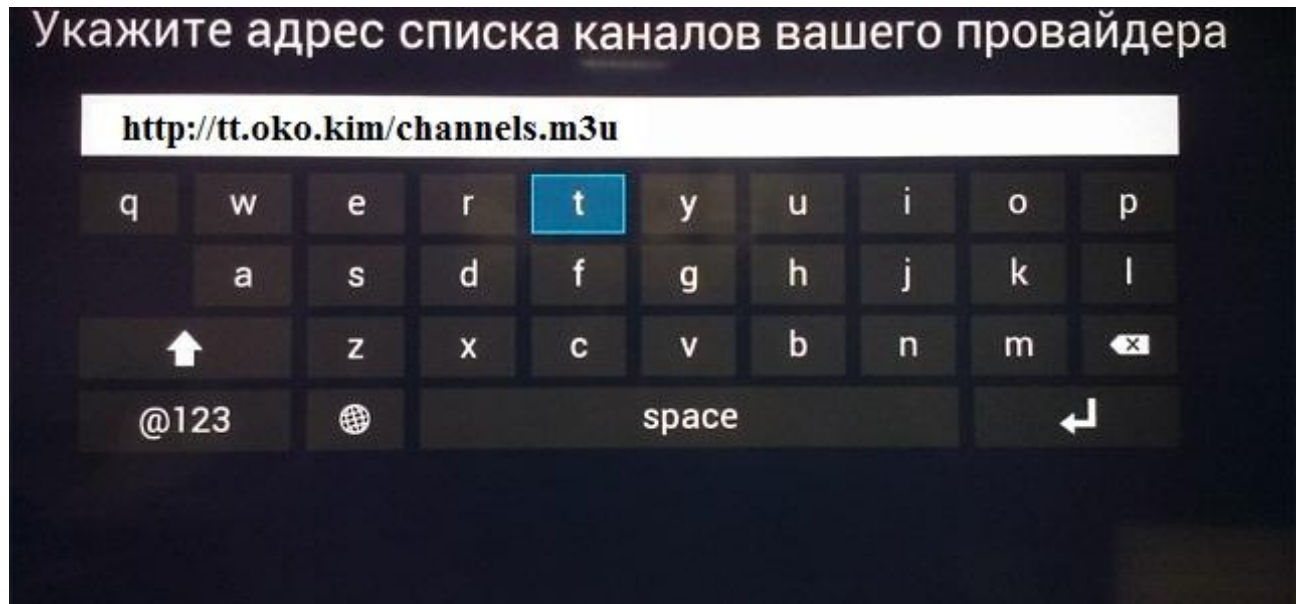 Укажите адрес списка каналов вашего провайдера
http://tt.oko.kim/channels.m3u
q w e r t y u i o p
a s d f g h j k l
z x c v b n m
@123 space